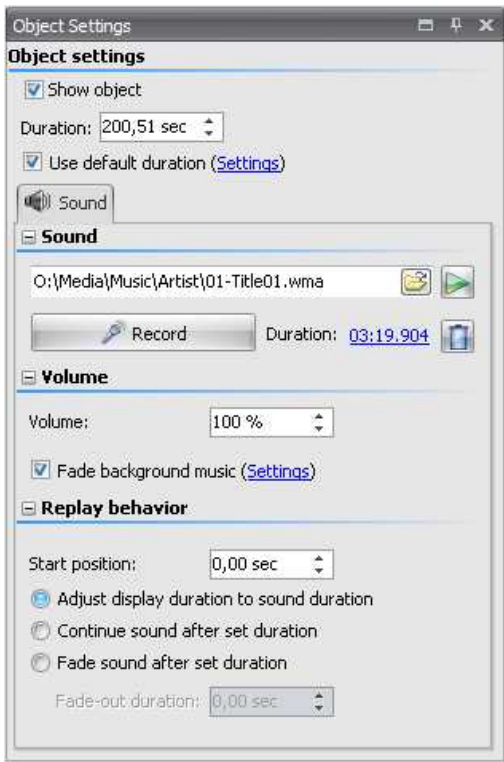 Object Settings
Object settings
Show object
Duration: 200,51 sec
Use default duration (Settings)
Sound
Sound
O:\Media\Music\Artist\01-Title01.wma
Record Duration: 03:19.904
Volume
Volume: 100 %
Fade background music (Settings)
Replay behavior
Start position: 0,00 sec
Adjust display duration to sound duration
Continue sound after set duration
Fade sound after set duration
Fade-out duration: 0,00 sec